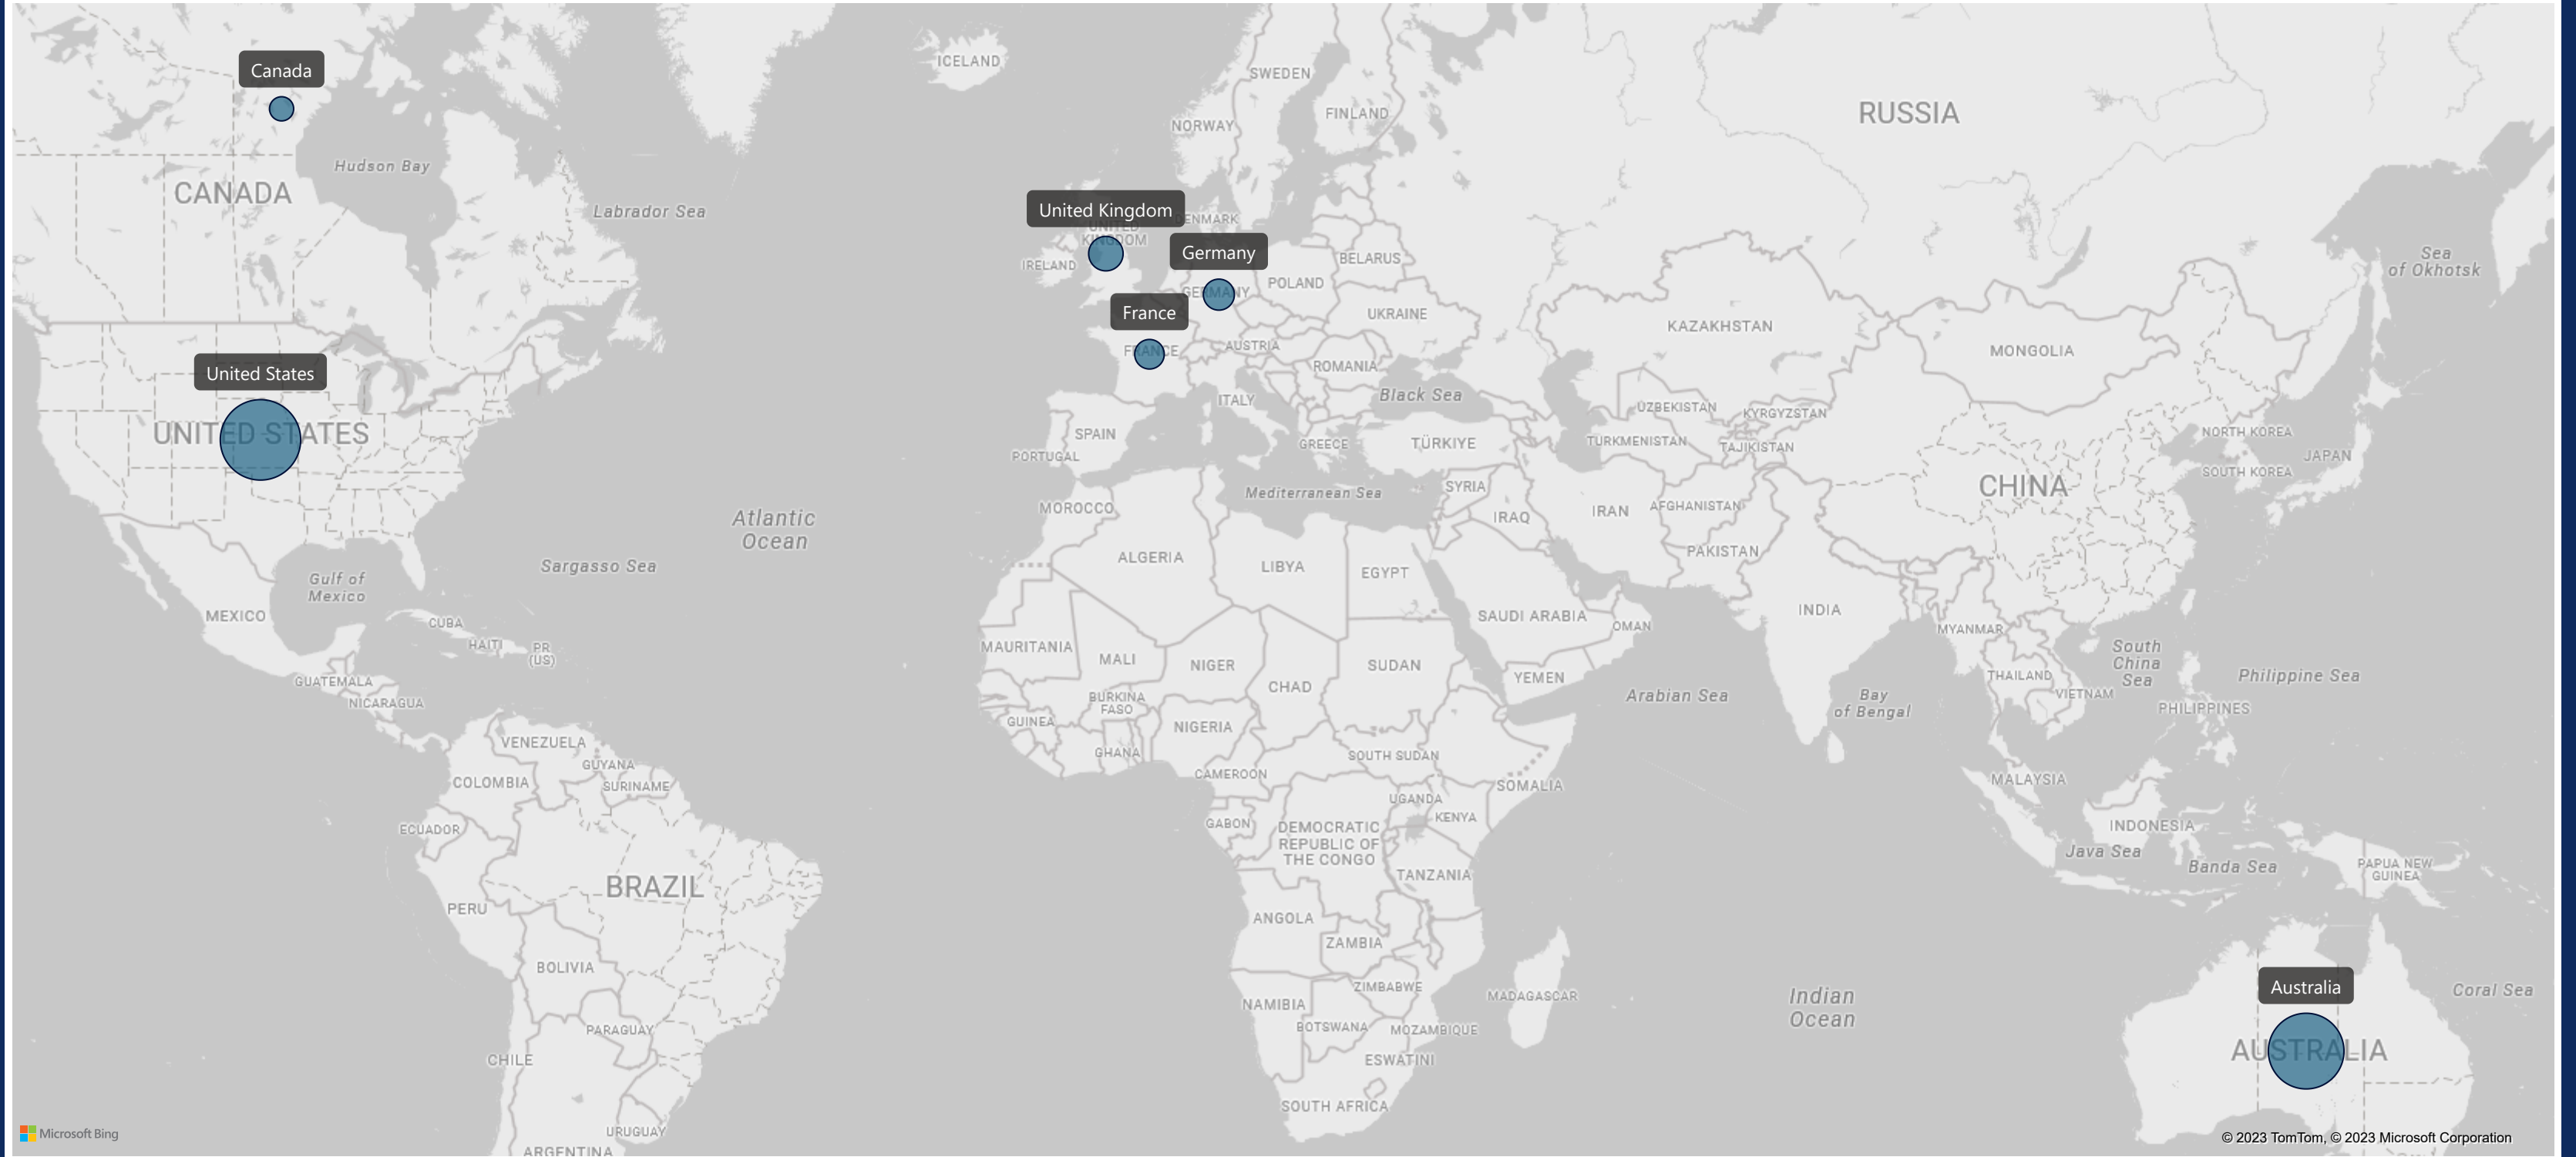 Canada
CANADA
Hudson Bay
Labrador Sea
ICELAND
SWEDEN
FINLAND
NORWAY
RUSSIA
United Kingdom
UNITED
KINGDOM
IRELAND
ENMARK
Germany
GERMANY
POLAND
BELARUS
Sea
of Okhotsk
France
FRANCE
AUSTRIA
UKRAINE
KAZAKHSTAN
MONGOLIA
ROMANIA
United States
UNITED STATES
ITALY
Black Sea
UZBEKISTAN
KYRGYZSTAN
SPAIN
PORTUGAL
GREECE
TÜRKIYE
TURKMENISTAN
TAJIKISTAN
NORTH KOREA
SOUTH KOREA
JAPAN
CHINA
Mediterranean Sea
SYRIA
IRAQ
IRAN
AFGHANISTAN
PAKISTAN
MOROCCO
Atlantic
Ocean
ALGERIA
LIBYA
EGYPT
Sargasso Sea
Gulf of
Mexico
MEXICO
CUBA
HAITI
PR
(US)
GUATEMALA
NICARAGUA
SAUDI ARABIA
OMAN
INDIA
MYANMAR
MAURITANIA
MALI
NIGER
CHAD
SUDAN
YEMEN
Arabian Sea
Bay
of Bengal
THAILAND
VIETNAM
South
China
Sea
Philippine Sea
PHILIPPINES
BURKINA
FASO
GUINEA
GHANA
NIGERIA
CAMEROON
SOUTH SUDAN
SOMALIA
VENEZUELA
GUYANA
COLOMBIA
SURINAME
ECUADOR
GABON
DEMOCRATIC
REPUBLIC OF
THE CONGO
UGANDA
KENYA
TANZANIA
MALAYSIA
INDONESIA
Java Sea
Banda Sea
PAPUA NEW
GUINEA
BRAZIL
PERU
BOLIVIA
PARAGUAY
CHILE
URUGUAY
ARGENTINA
ANGOLA
ZAMBIA
ZIMBABWE
NAMIBIA
BOTSWANA
MOZAMBIQUE
MADAGASCAR
ESWATINI
SOUTH AFRICA
Indian
Ocean
Australia
AUSTRALIA
Coral Sea
Microsoft Bing
© 2023 TomTom, © 2023 Microsoft Corporation